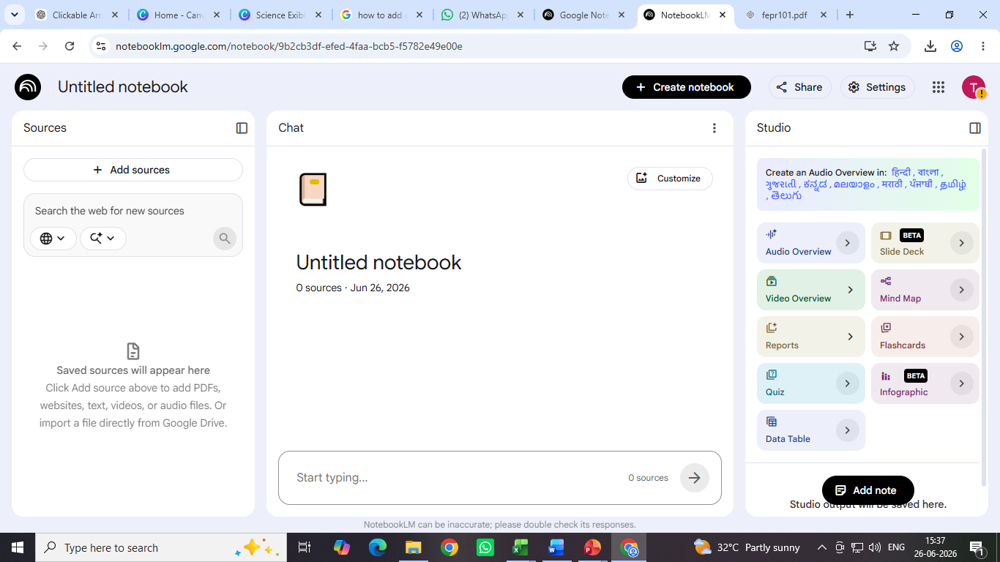 Clickable Arr
Home - Can
Science Exibi
how to add c
(2) WhatsAp
Google Note
NotebookLM
fepr101.pdf
notebooklm.google.com/notebook/9b2cb3df-efed-4faa-bcb5-f5782e49e00e
Untitled notebook
Create notebook
Share
Settings
T
Sources
Add sources
Search the web for new sources
Saved sources will appear here
Click Add source above to add PDFs,
websites, text, videos, or audio files. Or
import a file directly from Google Drive.
Chat
Customize
Untitled notebook
0 sources · Jun 26, 2026
Start typing...
0 sources
NotebookLM can be inaccurate; please double check its responses.
Studio
Create an Audio Overview in: हिन्दी , বাংলা ,
ગુજરાતી , ಕನ್ನಡ , മലയാളം , मराठी , ਪੰਜਾਬੀ , தமிழ்
, తెలుగు
Audio Overview
BETA
Slide Deck
Video Overview
Mind Map
Reports
Flashcards
Quiz
BETA
Infographic
Data Table
Add note
Studio output will be saved here.
Type here to search
32°C Partly sunny
ENG
15:37
26-06-2026
1